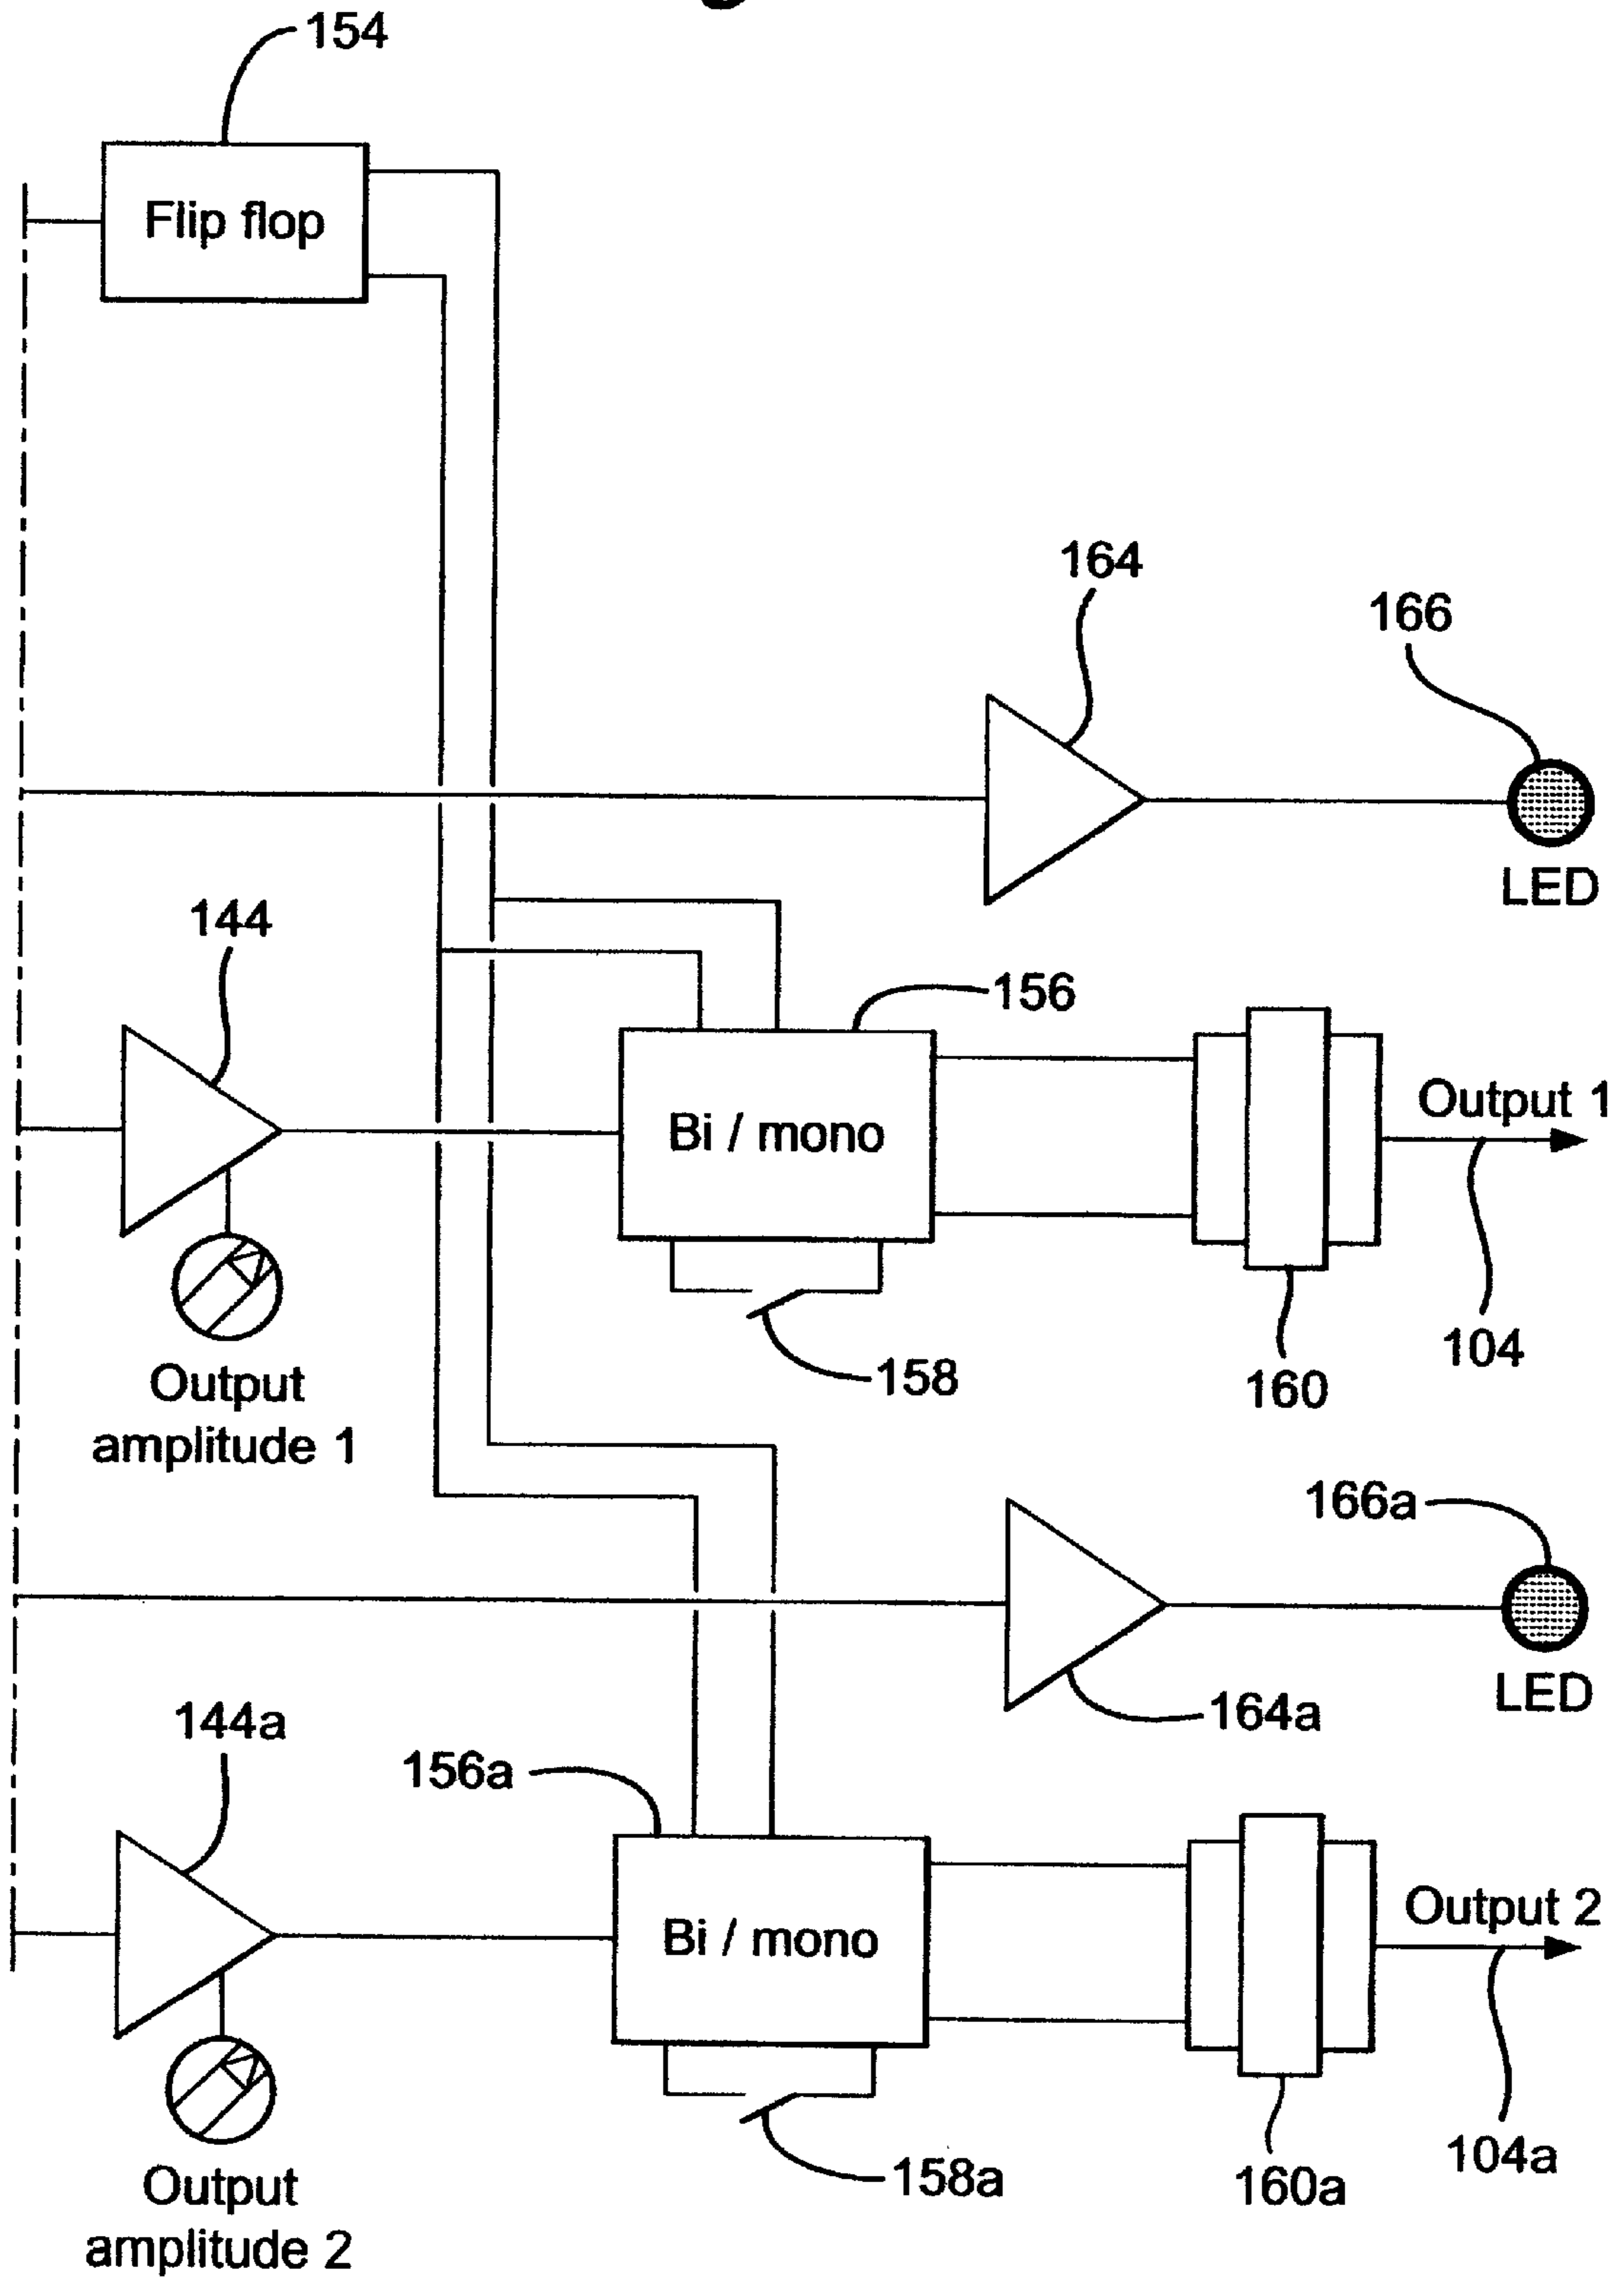 154
Flip flop
164
166
LED
144
156
Bi / mono
Output 1
158
160
104
Output
amplitude 1
166a
164a
LED
144a
156a
Bi / mono
Output 2
158a
160a
104a
Output
amplitude 2